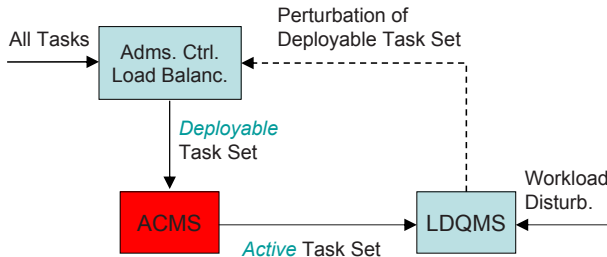 All Tasks
Adms. Ctrl.
Load Balanc.
Perturbation of
Deployable Task Set
Deployable
Task Set
ACMS
Active Task Set
LDQMS
Workload
Disturb.